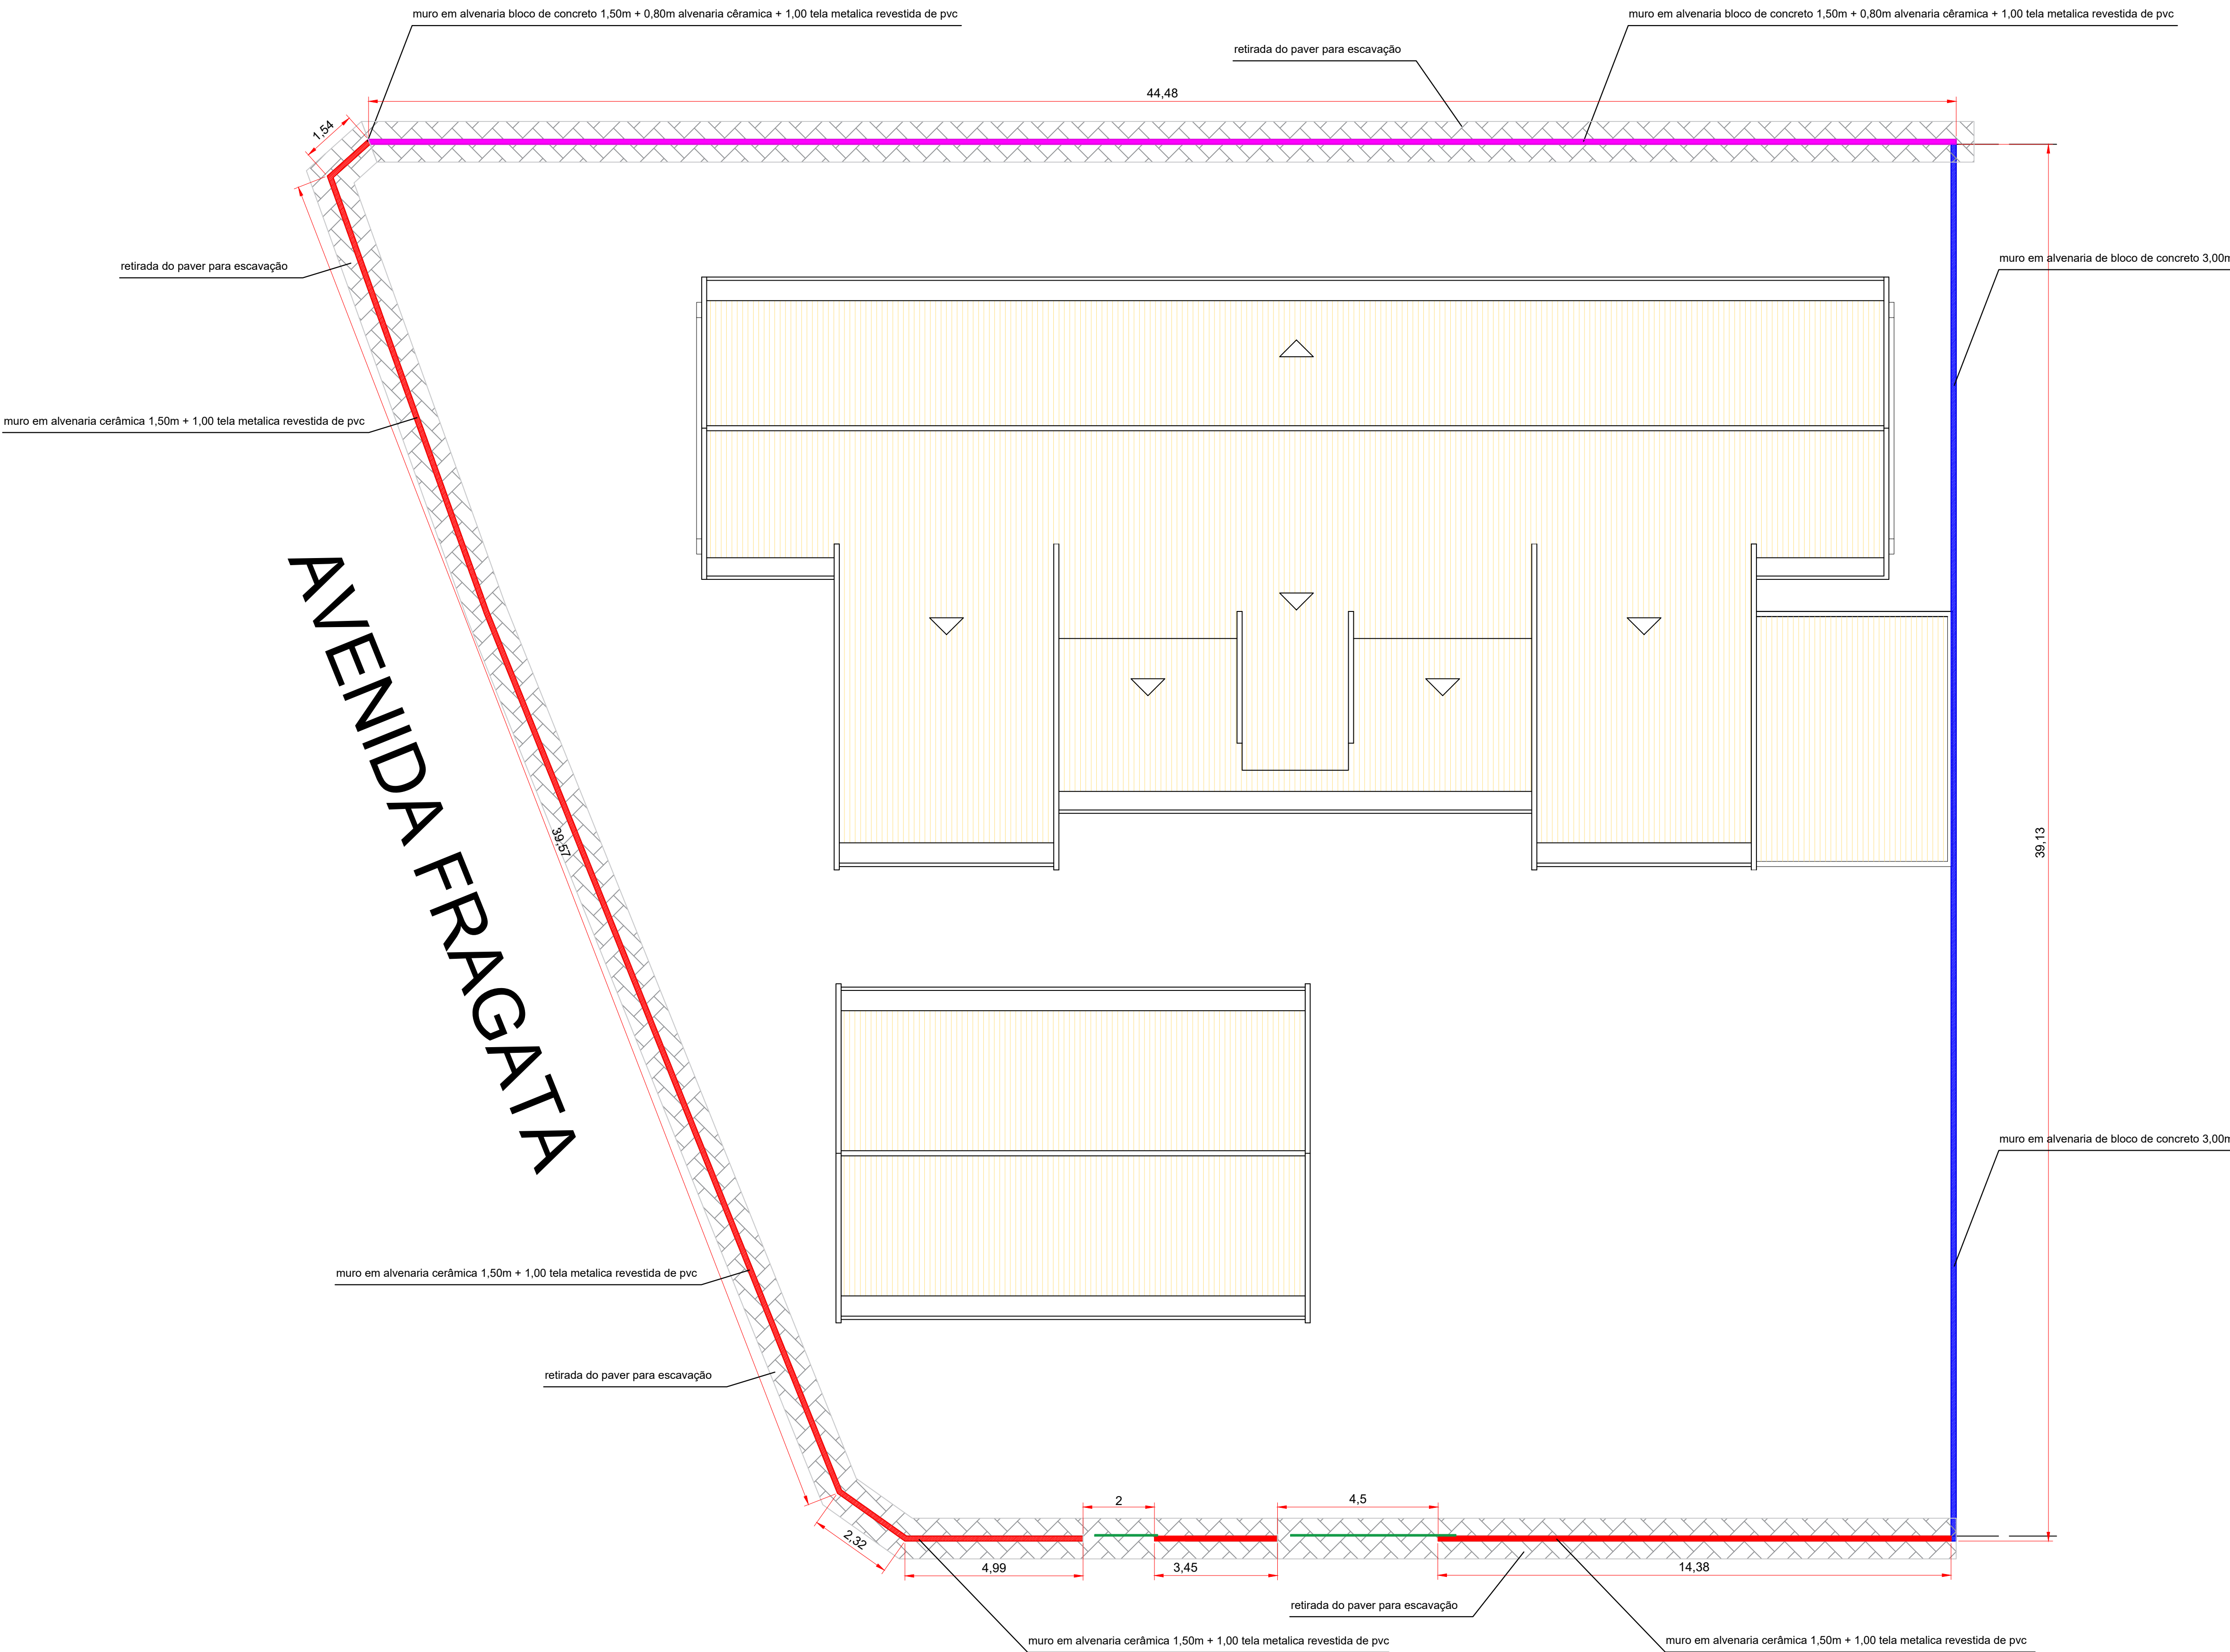 muro em alvenaria bloco de concreto 1,50m + 0,80m alvenaria cêramica + 1,00 tela metalica revestida de pvc
muro em alvenaria bloco de concreto 1,50m + 0,80m alvenaria cêramica + 1,00 tela metalica revestida de pvc
retirada do paver para escavação
44,48
1,54
muro em alvenaria de bloco de concreto 3,00m
retirada do paver para escavação
muro em alvenaria cerâmica 1,50m + 1,00 tela metalica revestida de pvc
AVENIDA FRAGATA
39,57
39,13
muro em alvenaria de bloco de concreto 3,00m
muro em alvenaria cerâmica 1,50m + 1,00 tela metalica revestida de pvc
retirada do paver para escavação
2
4,5
2,32
4,99
3,45
14,38
retirada do paver para escavação
muro em alvenaria cerâmica 1,50m + 1,00 tela metalica revestida de pvc
muro em alvenaria cerâmica 1,50m + 1,00 tela metalica revestida de pvc